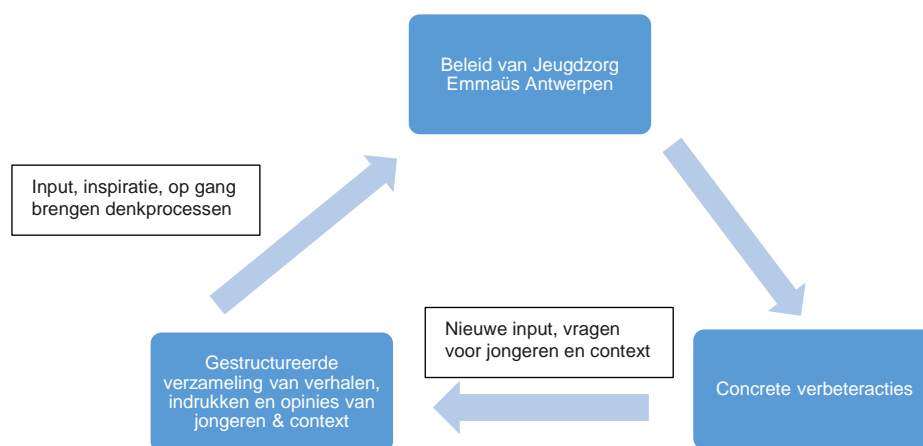 Beleid van Jeugdzorg
Emmaüs Antwerpen
Input, inspiratie, op gang
brengen denkprocessen
Nieuwe input, vragen
voor jongeren en context
Gestructureerde
verzameling van verhalen,
indrukken en opinies van
jongeren & context
Concrete verbeteracties